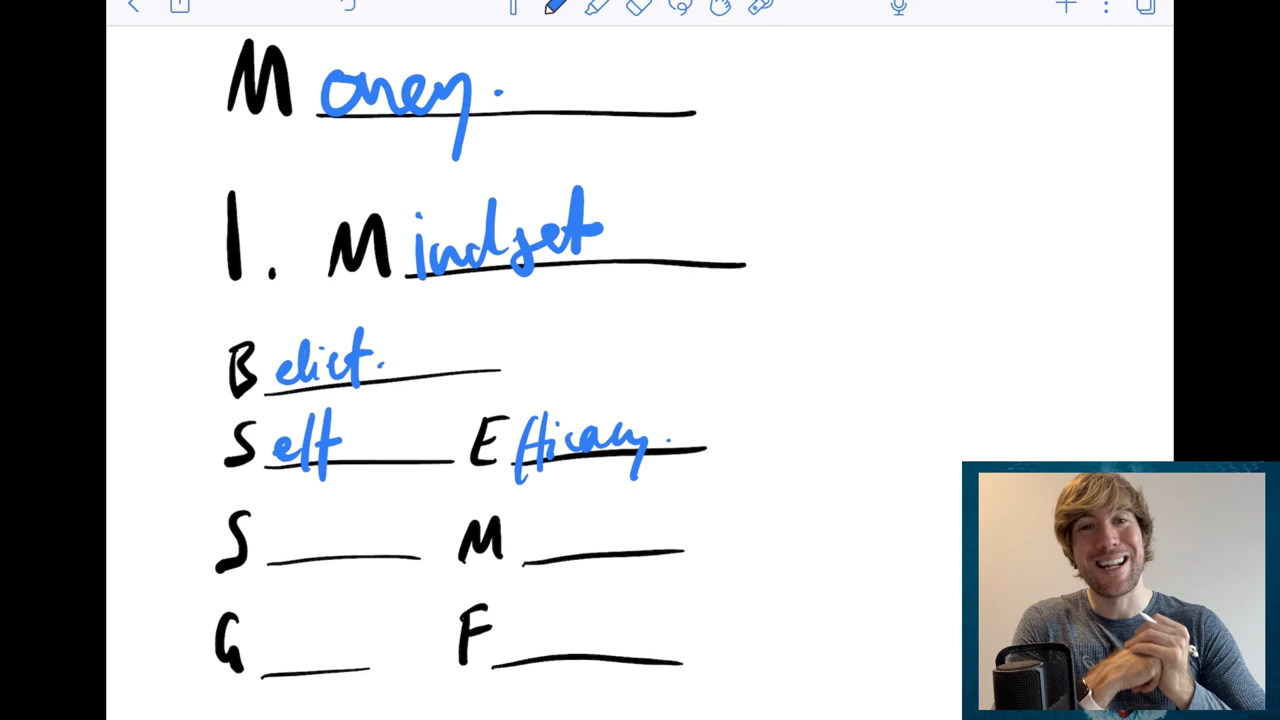 Money.
1. Mindset
Belief.
Self Efficacy.
S M
G F